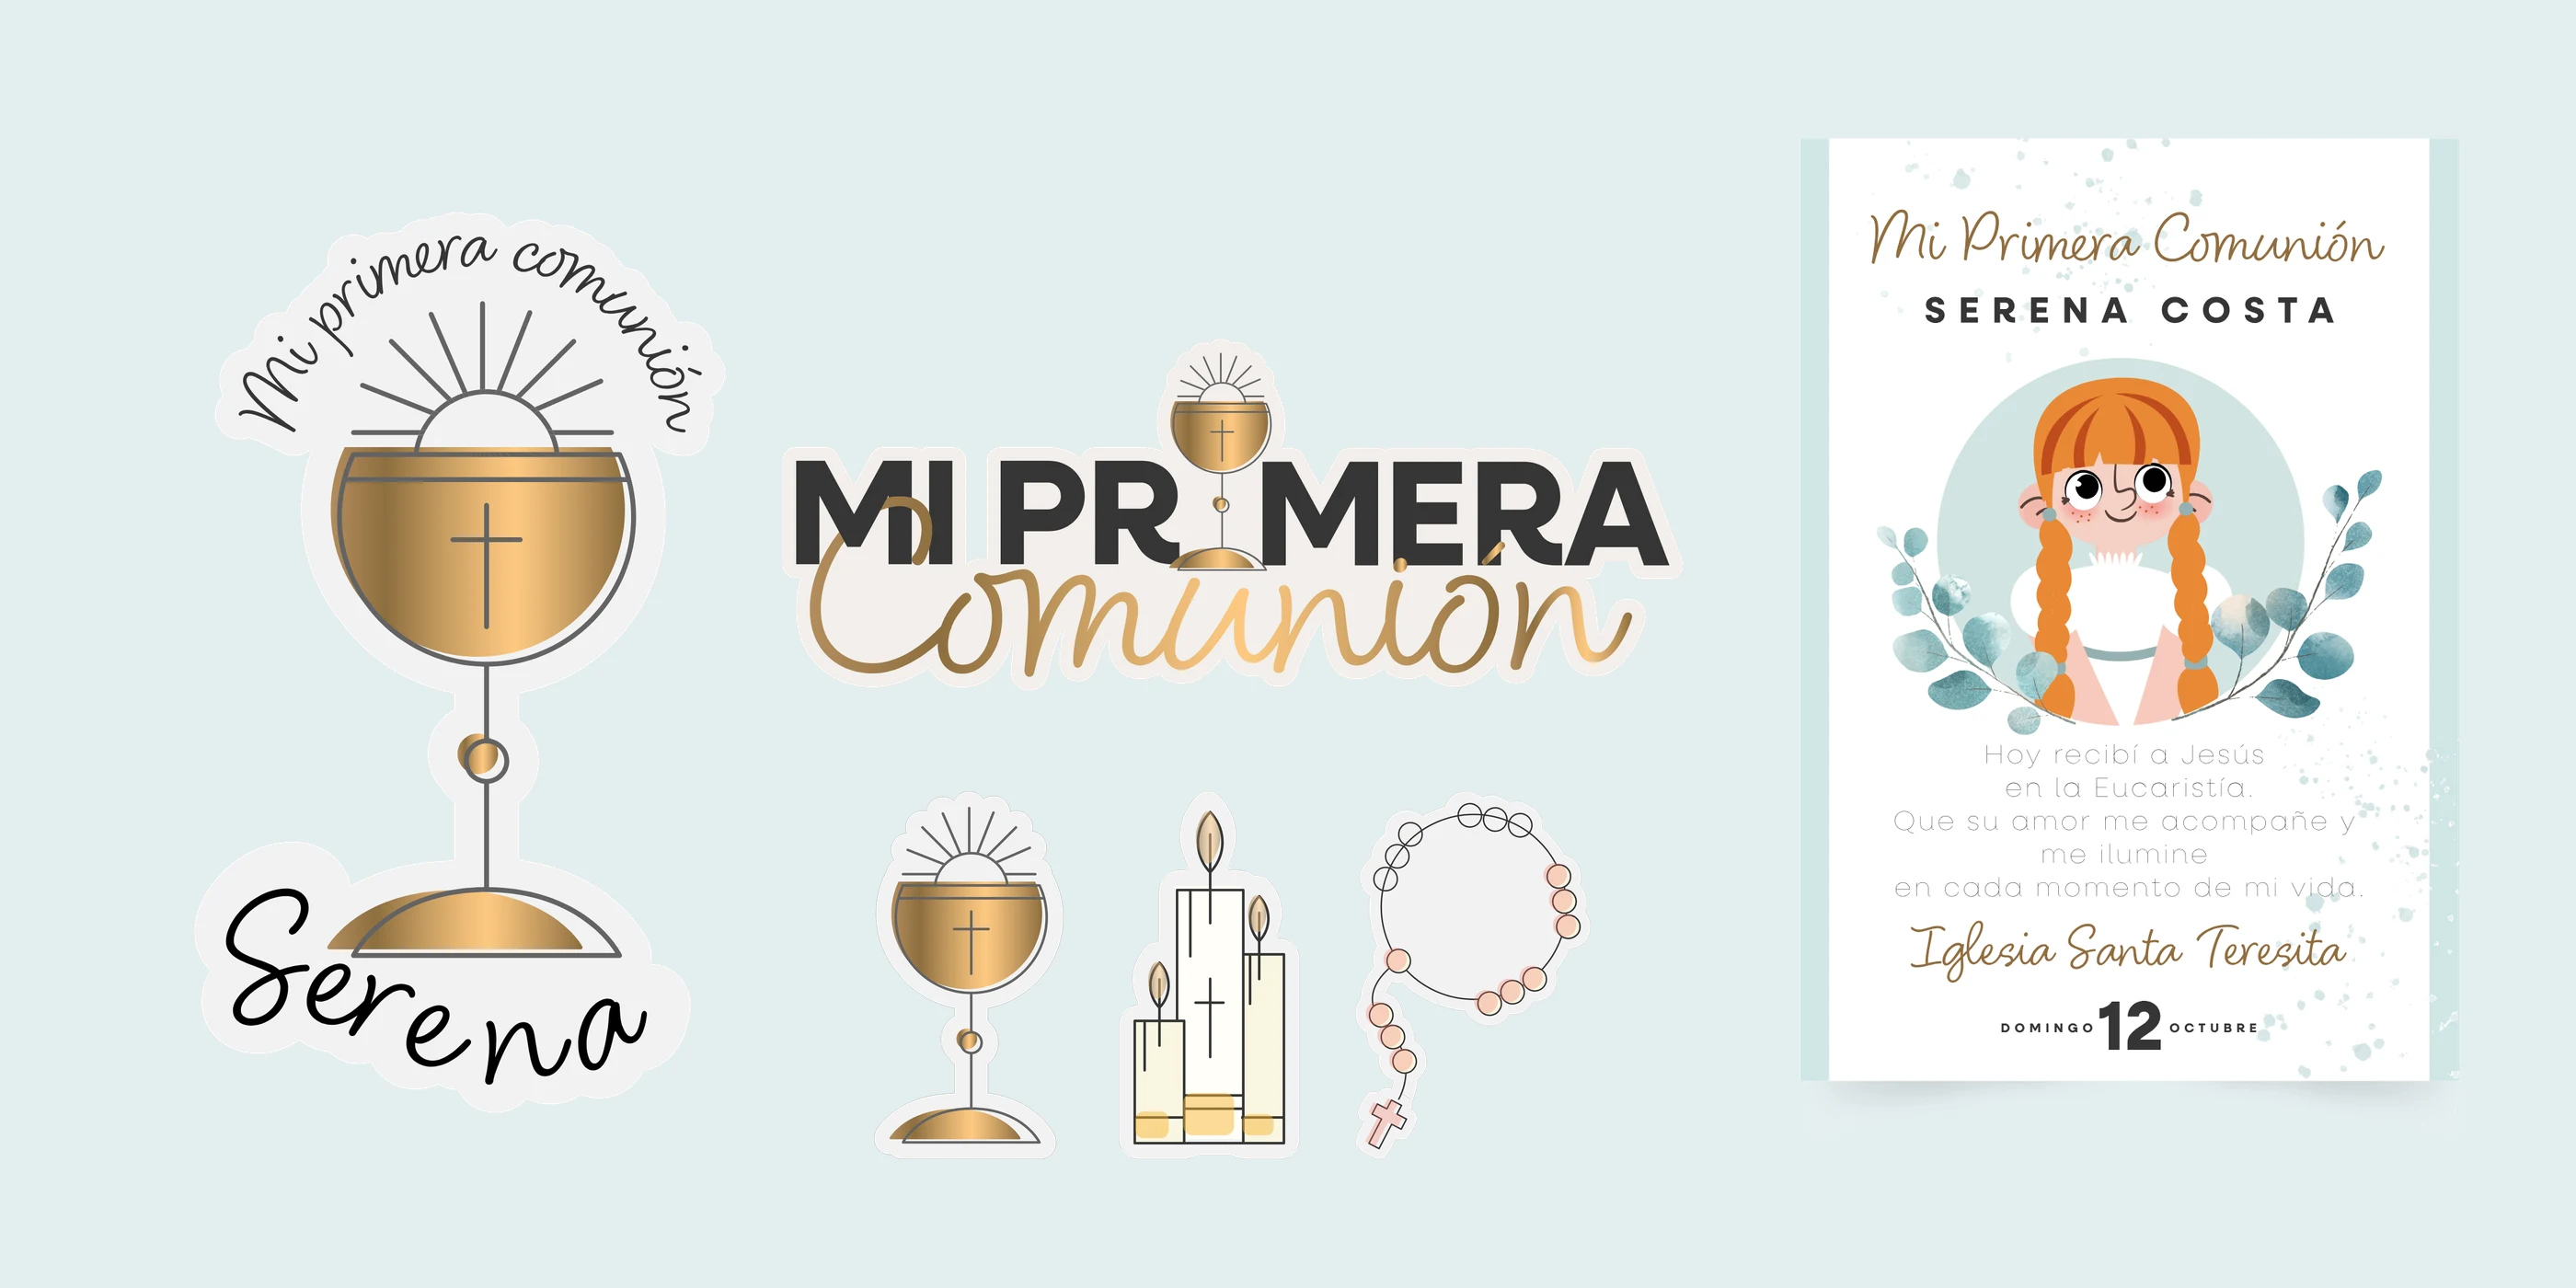 Mi primera comunión
Serena
MI PRIMERA
Comunión
Mi Primera Comunión
SERENA COSTA
Hoy recibí a Jesús
en la Eucaristía.
Que su amor me acompañe y
me ilumine
en cada momento de mi vida.
Iglesia Santa Teresita
DOMINGO 12 OCTUBRE